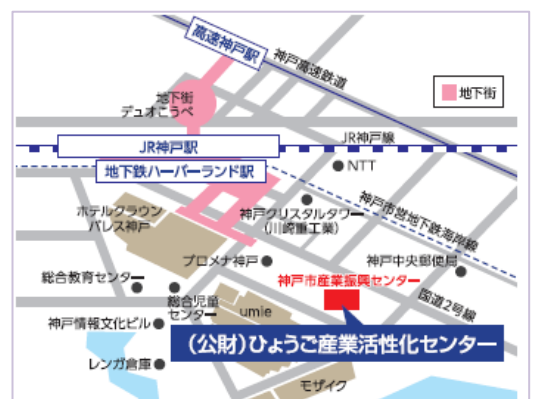 高速神戸駅
神戸高速鉄道
地下街
地下街
デュオこうべ
JR神戸線
JR神戸駅
NTT
地下鉄ハーバーランド駅
神戸市営地下鉄海岸線
ホテルクラウン
パレス神戸
神戸クリスタルタワー
(川崎重工業)
プロメナ神戸
神戸中央郵便局
総合教育センター
神戸市産業振興センター
国道2号線
総合児童
センター
umie
神戸情報文化ビル
(公財)ひょうご産業活性化センター
レンガ倉庫
モザイク